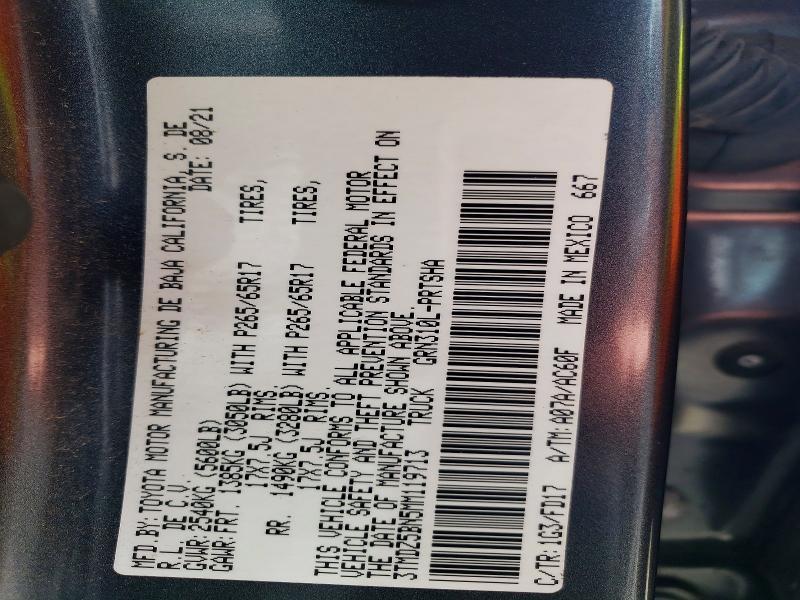 MFD BY: TOYOTA MOTOR MANUFACTURING DE BAJA CALIFORNIA, S. DE
R.L. DE C.V. DATE: 08/21
GVWR: 2540KG (5600LB)
GAWR: FRT. 1385KG (3050LB) WITH P265/65R17 TIRES,
17X7.5J RIMS.
RR. 1490KG (3280LB) WITH P265/65R17 TIRES,
17X7.5J RIMS.
THIS VEHICLE CONFORMS TO ALL APPLICABLE FEDERAL MOTOR
VEHICLE SAFETY AND THEFT PREVENTION STANDARDS IN EFFECT ON
THE DATE OF MANUFACTURE SHOWN ABOVE.
3TMDZ5BN5MM119713 TRUCK GRN310L-PRTSHA
C/TR: 1G3/FD17 A/TM: A07A/AC60F MADE IN MEXICO 667